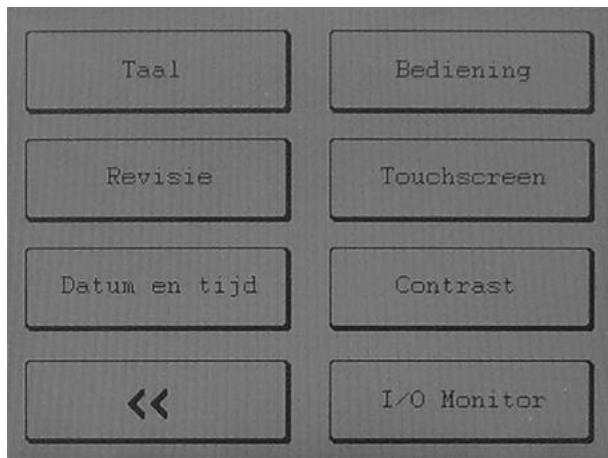 Taal
Bediening
Revisie
Touchscreen
Datum en tijd
Contrast
<<
I/O Monitor